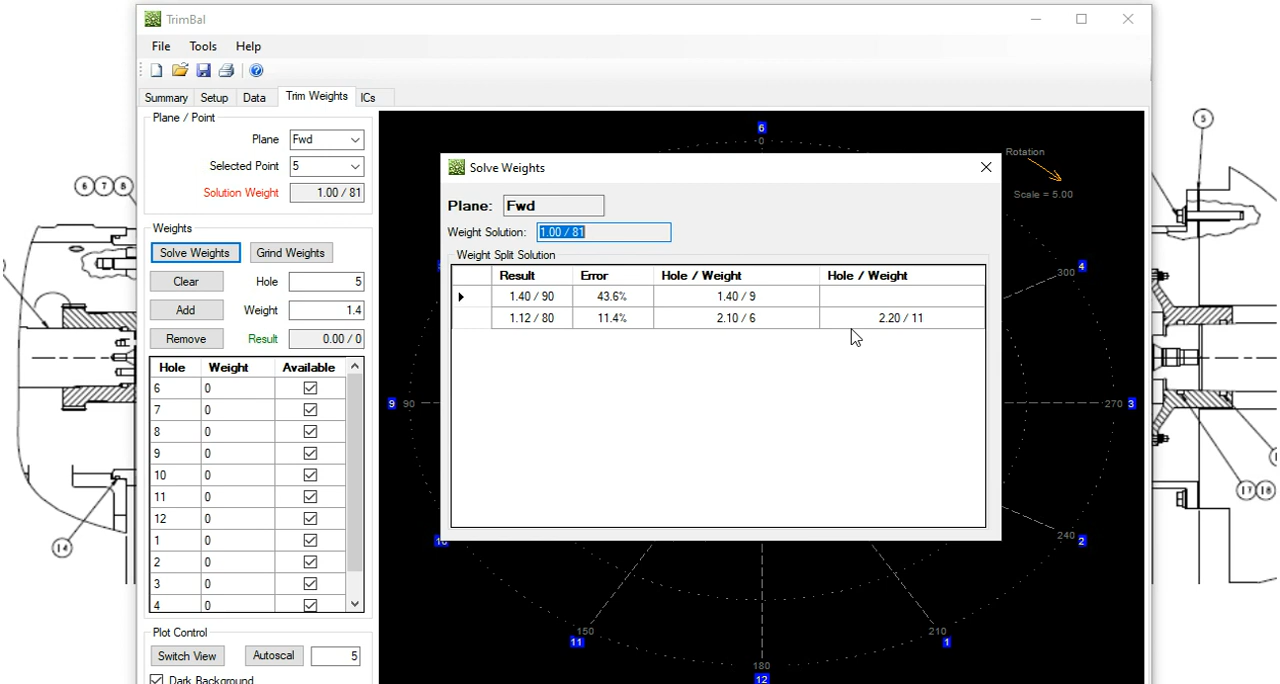 TrimBal
File Tools Help
Summary Setup Data Trim Weights ICs
Plane / Point
Plane Fwd
Selected Point 5
Solution Weight 1.00 / 81
Weights
Solve Weights Grind Weights
Clear Hole 5
Add Weight 1.4
Remove Result 0.00 / 0
Hole Weight Available
6 0
7 0
8 0
9 0
10 0
11 0
12 0
1 0
2 0
3 0
4 0
Plot Control
Switch View Autoscal 5
Dark Background
Solve Weights
Plane: Fwd
Weight Solution: 1.00 / 81
Weight Split Solution
Result Error Hole / Weight Hole / Weight
1.40 / 90 43.6% 1.40 / 9
1.12 / 80 11.4% 2.10 / 6 2.20 / 11
6
0
Rotation
Scale = 5.00
300 4
9 90
270 3
10
240 2
150
11
210
1
180
12
6 7 8
14
5
17 18